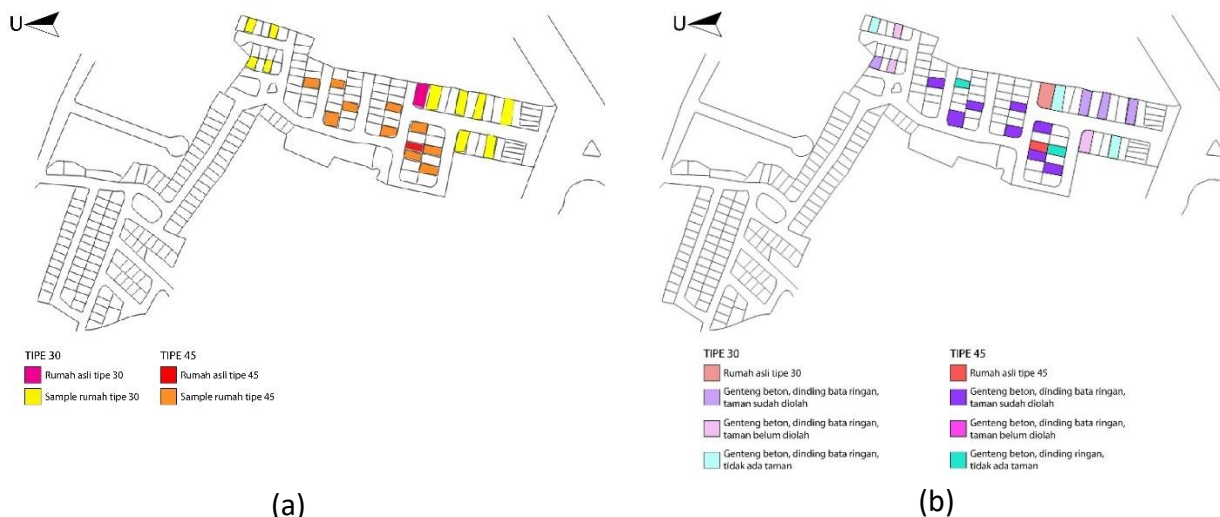 U
U
TIPE 30
Rumah asli tipe 30
Sample rumah tipe 30
TIPE 45
Rumah asli tipe 45
Sample rumah tipe 45
TIPE 30
Rumah asli tipe 30
Genteng beton, dinding bata ringan,
taman sudah diolah
Genteng beton, dinding bata ringan,
taman belum diolah
Genteng beton, dinding bata ringan,
tidak ada taman
TIPE 45
Rumah asli tipe 45
Genteng beton, dinding bata ringan,
taman sudah diolah
Genteng beton, dinding bata ringan,
taman belum diolah
Genteng beton, dinding ringan,
tidak ada taman
(a)
(b)